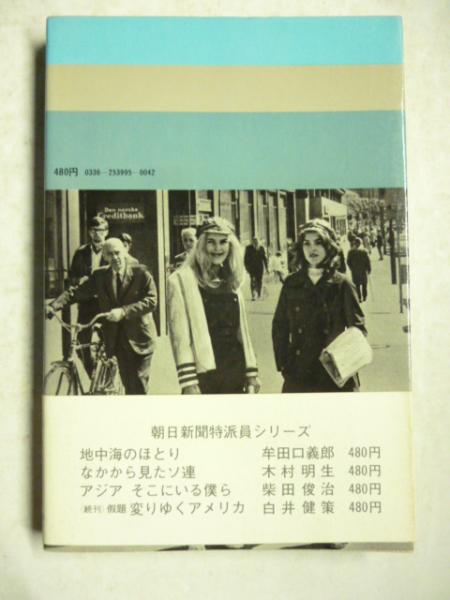 480円 0336-253995-0042
Den norske
Creditbank
朝日新聞特派員シリーズ
地中海のほとり 牟田口義郎 480円
なかから見たソ連 木村明生 480円
アジア そこにいる僕ら 柴田俊治 480円
(続刊) 仮題 変りゆくアメリカ 白井健策 480円